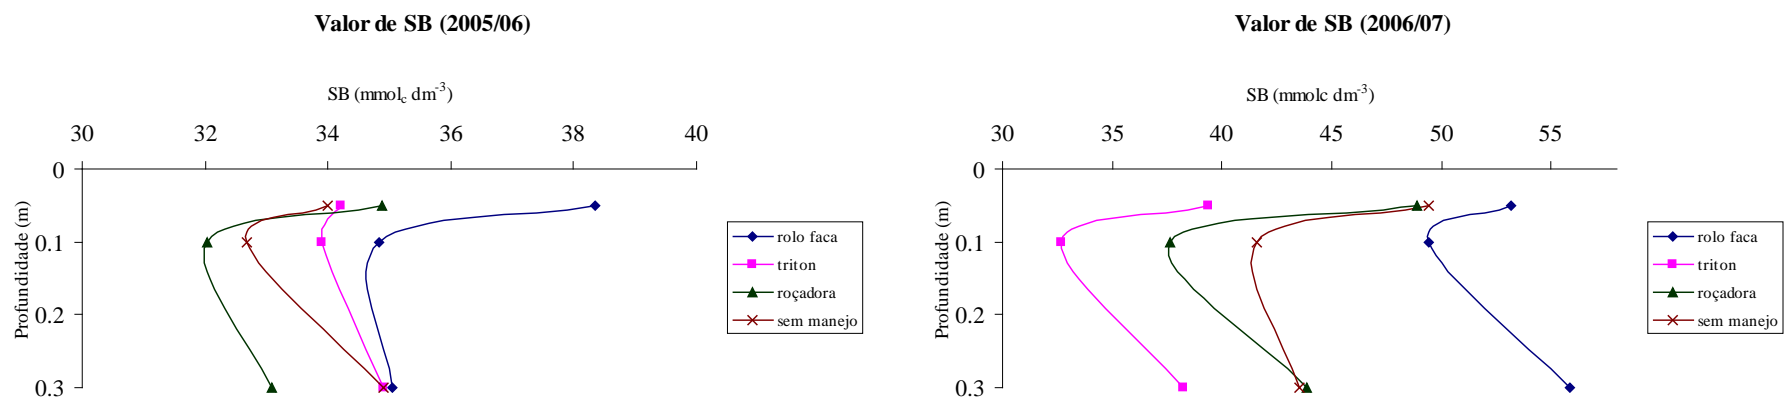 Valor de SB (2005/06)
SB (mmolc dm-3)
30 32 34 36 38 40
0
0.1
0.2
0.3
Profundidade (m)
rolo faca
triton
roçadora
sem manejo
Valor de SB (2006/07)
SB (mmolc dm-3)
30 35 40 45 50 55
0
0.1
0.2
0.3
Profundidade (m)
rolo faca
triton
roçadora
sem manejo